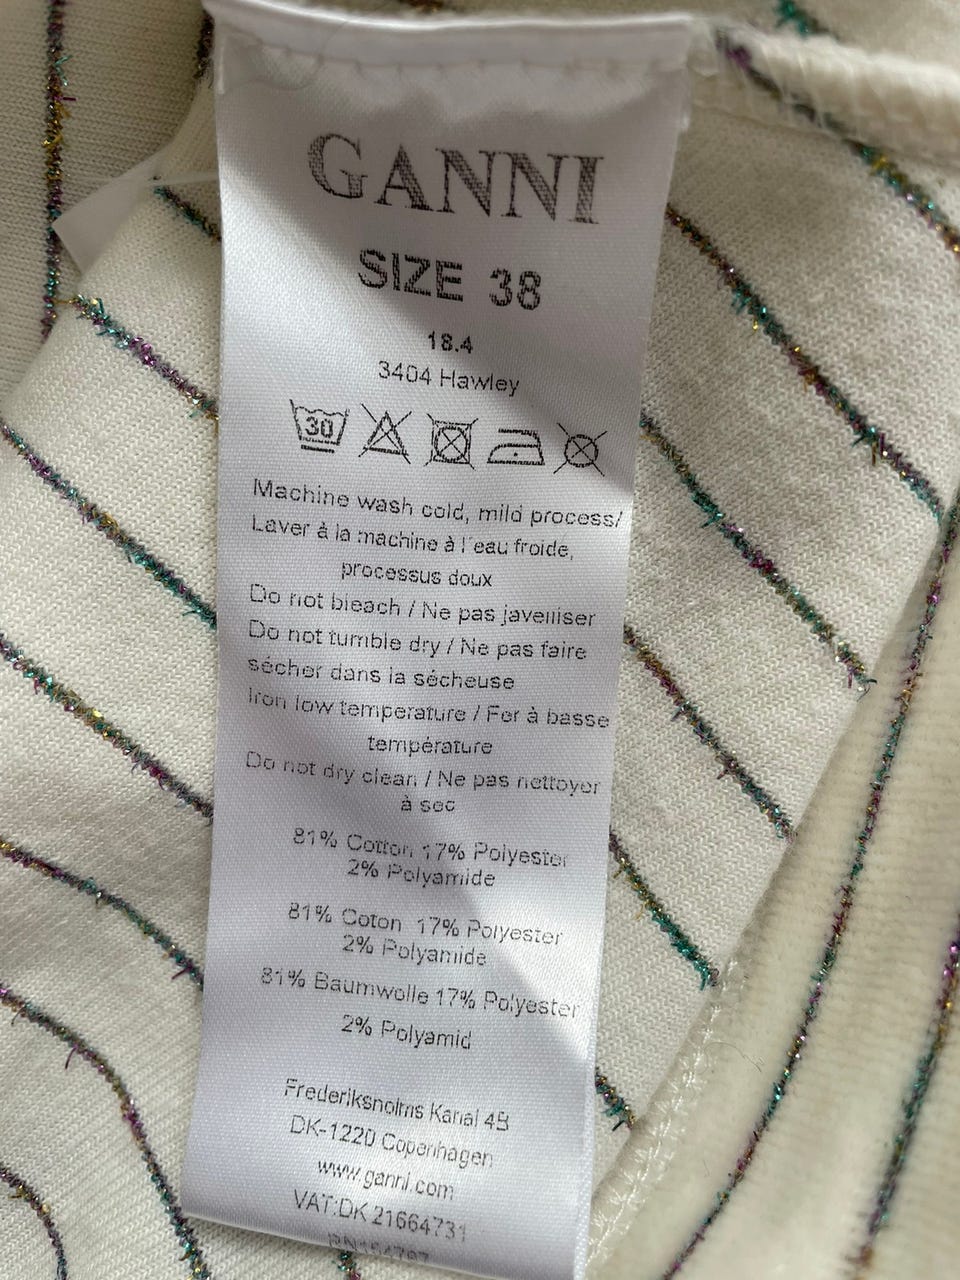 GANNI
SIZE 38
18.4
3404 Hawley
30
Machine wash cold, mild process/
Laver à la machine à l'eau froide,
processus doux
Do not bleach / Ne pas javelliser
Do not tumble dry / Ne pas faire
sécher dans la sécheuse
Iron low temperature / Fer à basse
température
Do not dry clean / Ne pas nettoyer
à sec
81% Cotton 17% Polyester
2% Polyamide
81% Coton 17% Polyester
2% Polyamide
81% Baumwolle 17% Polyester
2% Polyamid
Frederiksholms Kanal 4B
DK-1220 Copenhagen
www.ganni.com
VAT:DK 21664731